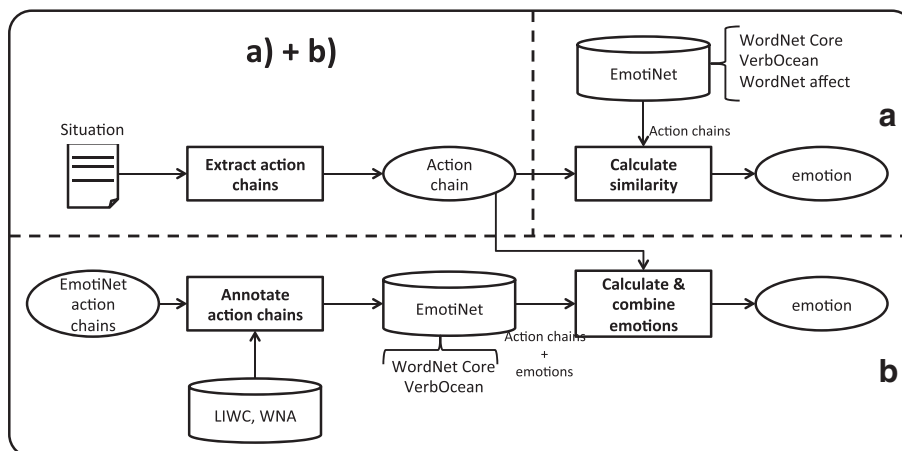 a) + b)
Situation
Extract action
chains
Action
chain
EmotiNet
WordNet Core
VerbOcean
WordNet affect
a
Action chains
Calculate
similarity
emotion
EmotiNet
action
chains
Annotate
action chains
LIWC, WNA
EmotiNet
WordNet Core
VerbOcean
Action chains
+
emotions
Calculate &
combine
emotions
emotion
b